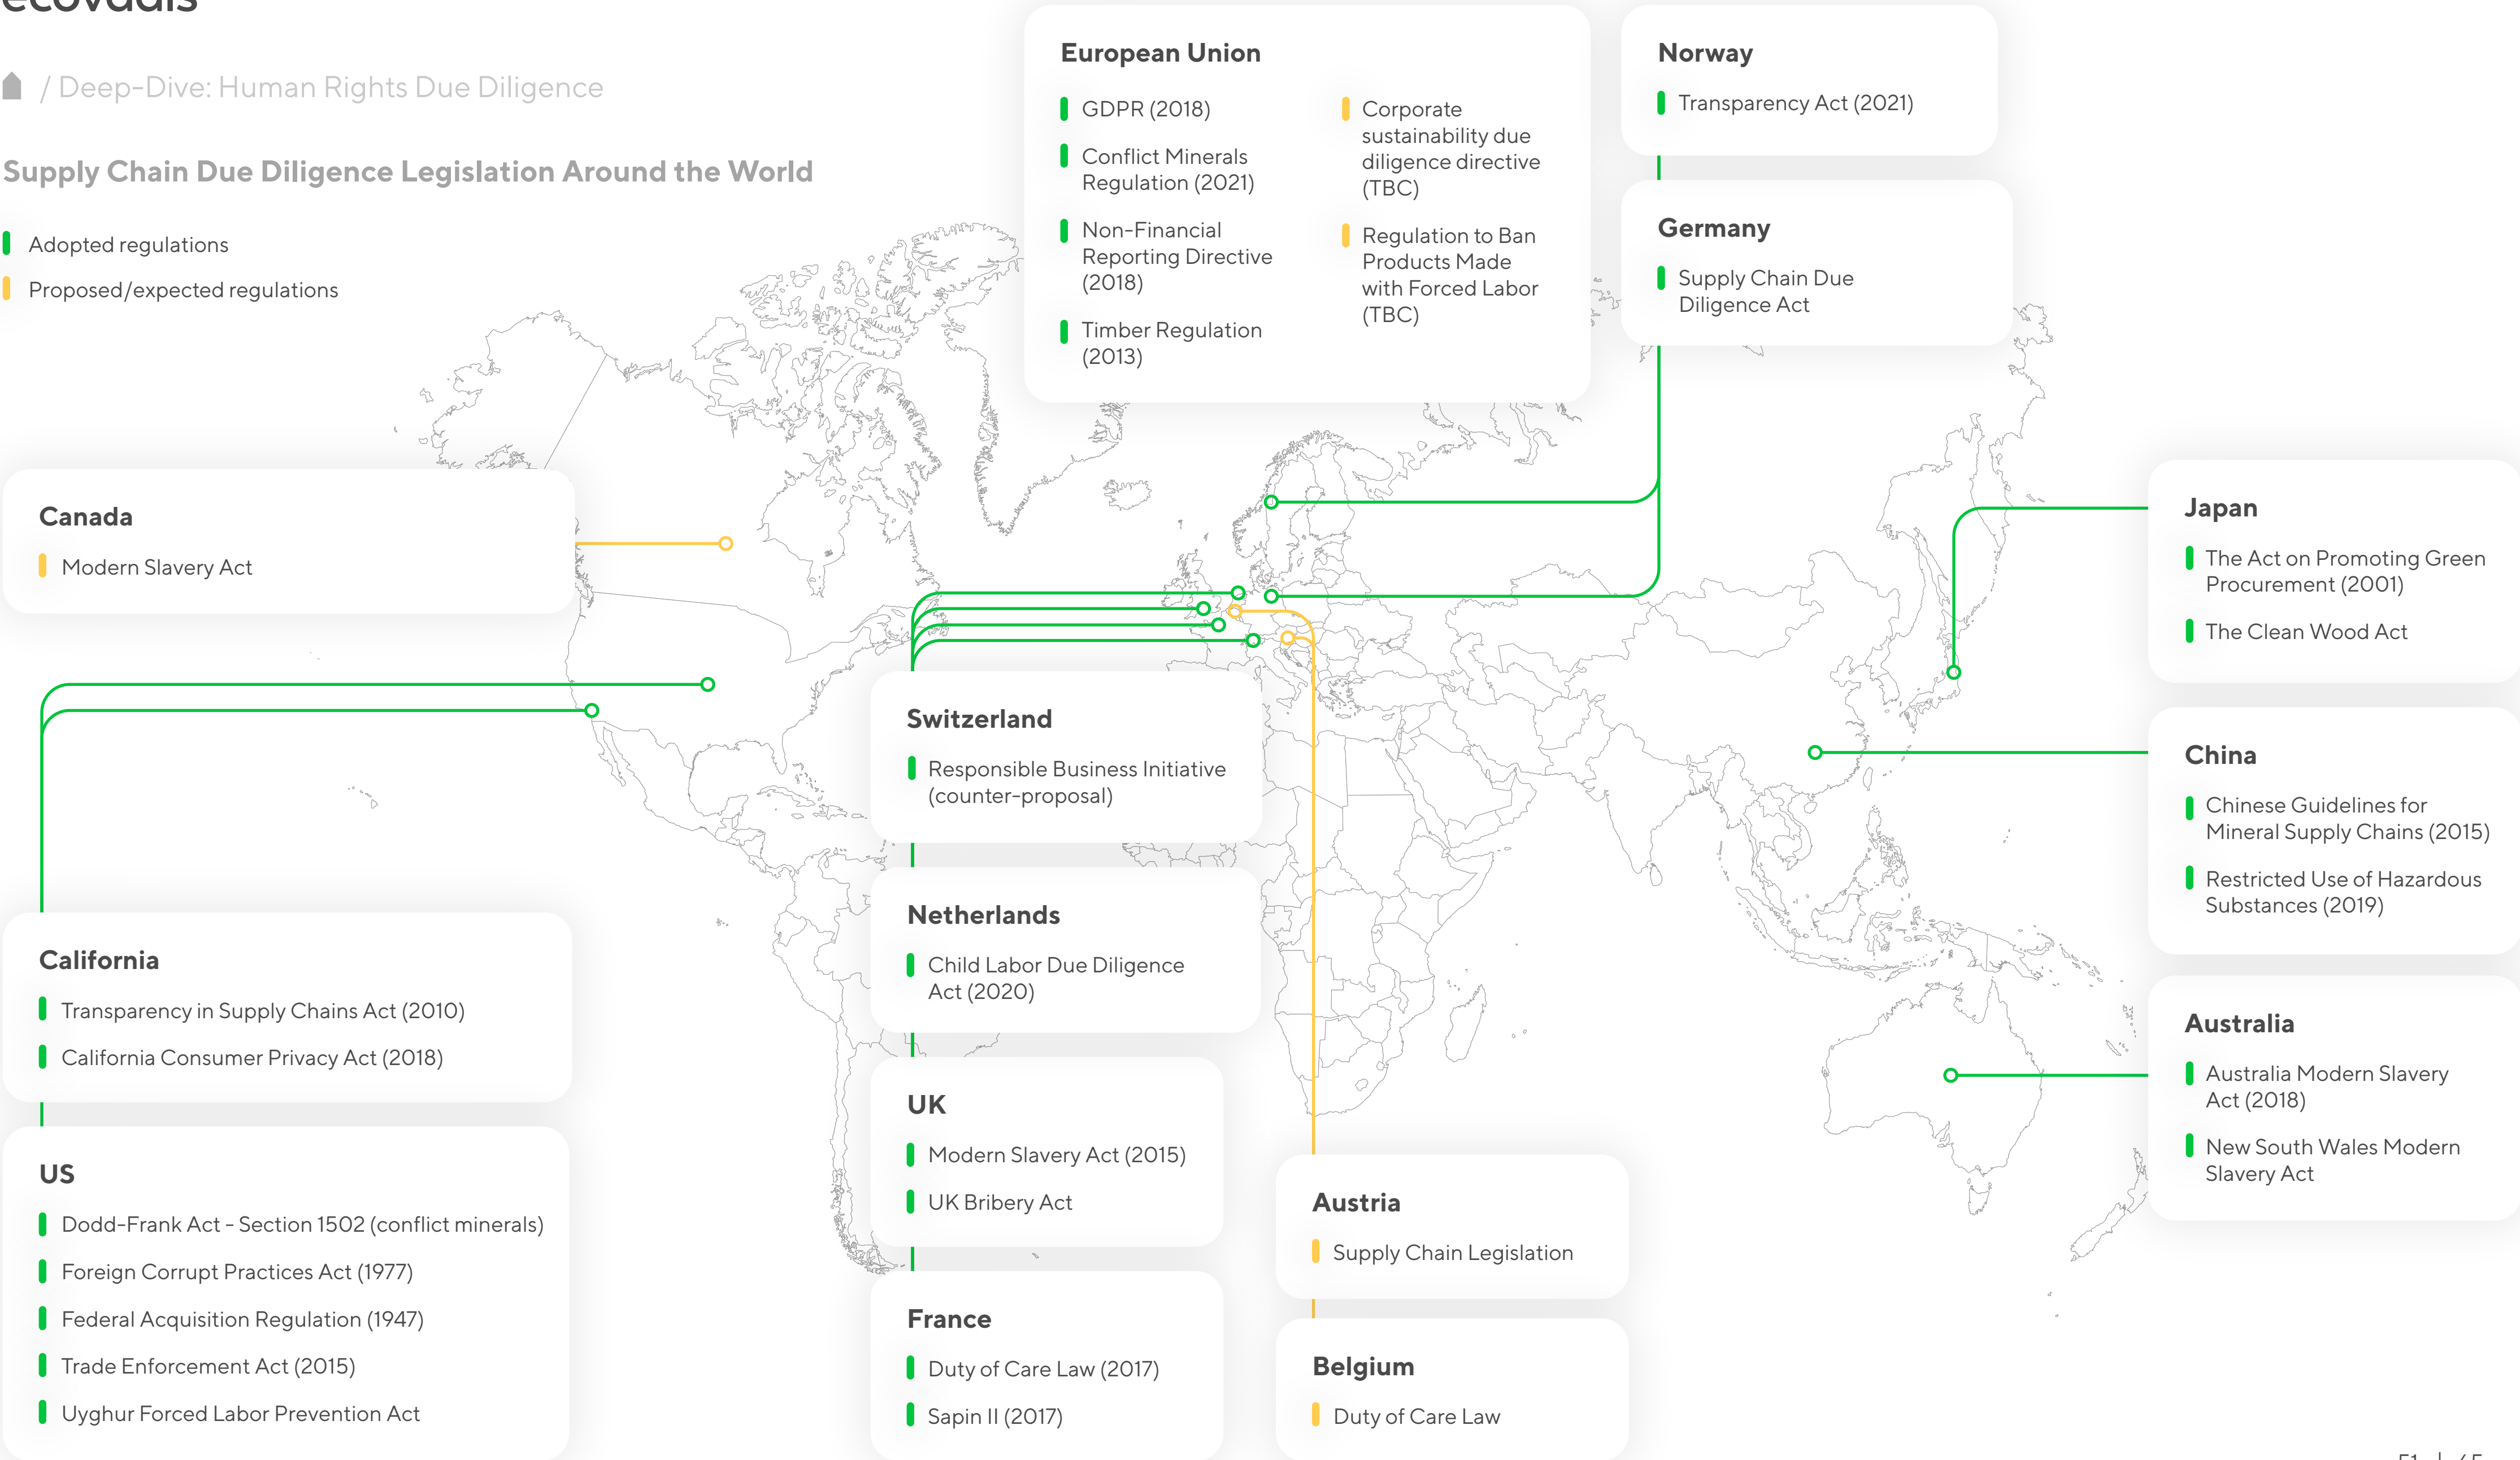 ecovadis
/ Deep-Dive: Human Rights Due Diligence
Supply Chain Due Diligence Legislation Around the World
Adopted regulations
Proposed/expected regulations
European Union
GDPR (2018)
Conflict Minerals
Regulation (2021)
Non-Financial
Reporting Directive
(2018)
Timber Regulation
(2013)
Corporate
sustainability due
diligence directive
(TBC)
Regulation to Ban
Products Made
with Forced Labor
(TBC)
Norway
Transparency Act (2021)
Germany
Supply Chain Due
Diligence Act
Canada
Modern Slavery Act
Japan
The Act on Promoting Green
Procurement (2001)
The Clean Wood Act
China
Chinese Guidelines for
Mineral Supply Chains (2015)
Restricted Use of Hazardous
Substances (2019)
Australia
Australia Modern Slavery
Act (2018)
New South Wales Modern
Slavery Act
California
Transparency in Supply Chains Act (2010)
California Consumer Privacy Act (2018)
US
Dodd-Frank Act - Section 1502 (conflict minerals)
Foreign Corrupt Practices Act (1977)
Federal Acquisition Regulation (1947)
Trade Enforcement Act (2015)
Uyghur Forced Labor Prevention Act
Switzerland
Responsible Business Initiative
(counter-proposal)
Netherlands
Child Labor Due Diligence
Act (2020)
UK
Modern Slavery Act (2015)
UK Bribery Act
France
Duty of Care Law (2017)
Sapin II (2017)
Austria
Supply Chain Legislation
Belgium
Duty of Care Law